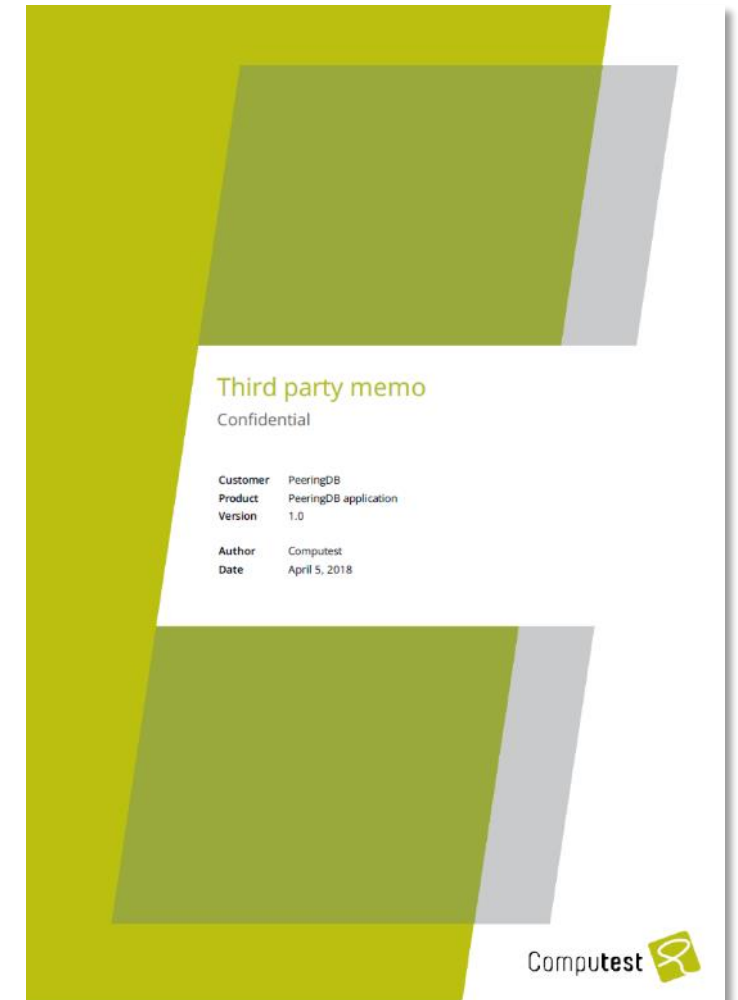 Third party memo
Confidential
Customer PeeringDB
Product PeeringDB application
Version 1.0
Author Computest
Date April 5, 2018
Computest